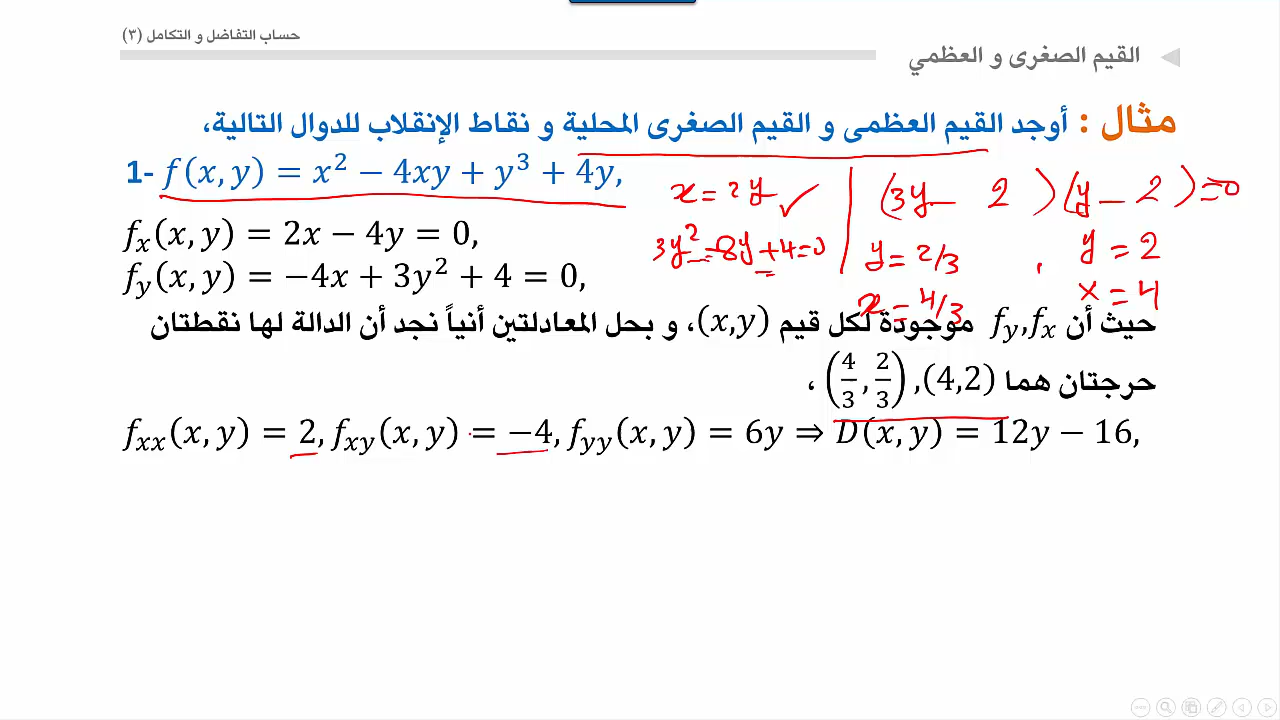 حساب التفاضل و التكامل (٣)
القيم الصغرى و العظمي
مثال : أوجد القيم العظمى و القيم الصغرى المحلية و نقاط الإنقلاب للدوال التالية،
1- f(x, y) = x² − 4xy + y³ + 4y,
x = 2y ✓
(3y − 2)(y − 2) = 0
fₓ(x, y) = 2x − 4y = 0,
3y² − 8y + 4 = 0
y = 2/3 , y = 2
f_y(x, y) = −4x + 3y² + 4 = 0,
x = 4/3
x = 4
حيث أن f_y,fₓ موجودة لكل قيم (x,y)، و بحل المعادلتين أنياً نجد أن الدالة لها نقطتان
حرجتان هما (4,2), (4/3, 2/3) ،
fₓₓ(x, y) = 2, f_xy(x, y) = −4, f_yy(x, y) = 6y ⇒ D(x, y) = 12y − 16,